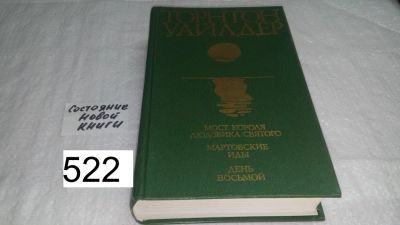 ТОРНТОН
УАЙЛДЕР
МОСТ КОРОЛЯ
ЛЮДОВИКА СВЯТОГО
МАРТОВСКИЕ
ИДЫ
ДЕНЬ
ВОСЬМОЙ
Состояние
новой
книги
522